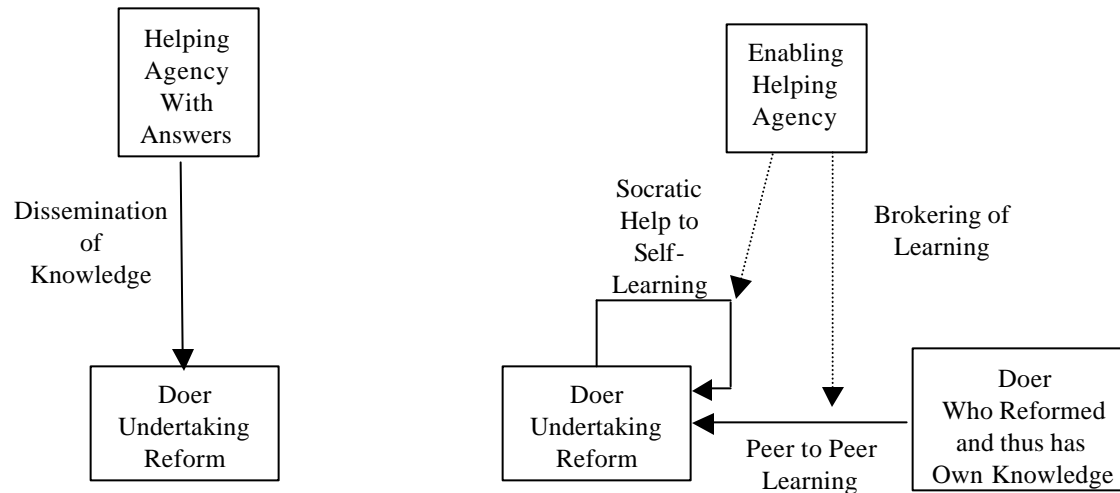 Helping
Agency
With
Answers
Dissemination
of
Knowledge
Doer
Undertaking
Reform
Enabling
Helping
Agency
Socratic
Help to
Self-
Learning
Brokering of
Learning
Doer
Undertaking
Reform
Peer to Peer
Learning
Doer
Who Reformed
and thus has
Own Knowledge